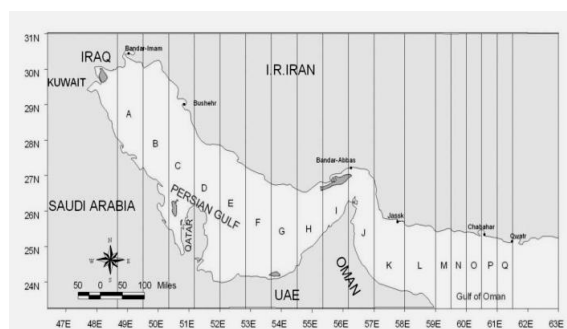 31N
30N
29N
28N
27N
26N
25N
24N
IRAQ
Bandar-Imam
KUWAIT
I.R.IRAN
Bushehr
A
B
C
D
E
F
G
H
I
J
K
L
M
N
O
P
Q
PERSIAN GULF
Bandar-Abbas
SAUDI ARABIA
QATAR
Jassk
Chabahar
N
W
E
S
50 0 50 100 Miles
UAE
OMAN
Gulf of Oman
47E 48E 49E 50E 51E 52E 53E 54E 55E 56E 57E 58E 59E 60E 61E 62E 63E